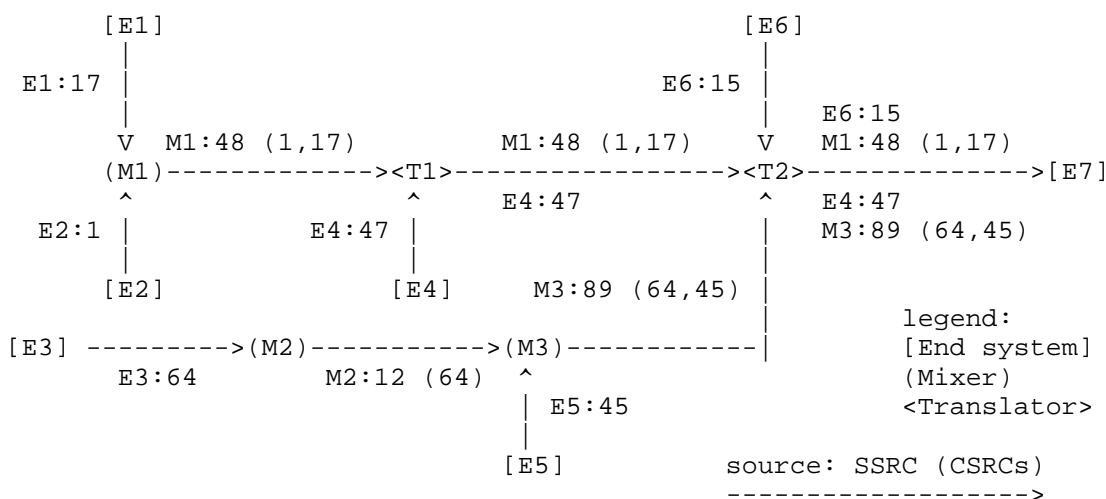 [E1] [E6]
E1:17 E6:15
E6:15
M1:48 (1,17) M1:48 (1,17) M1:48 (1,17)
(M1)------------><T1>-----------------><T2>-------------->[E7]
E4:47 E4:47
E2:1 E4:47 M3:89 (64,45)
[E2] [E4] M3:89 (64,45)
legend:
[E3] --------->(M2)----------->(M3)------------| [End system]
E3:64 M2:12 (64) (Mixer)
E5:45 <Translator>
[E5] source: SSRC (CSRCs)
------------------->